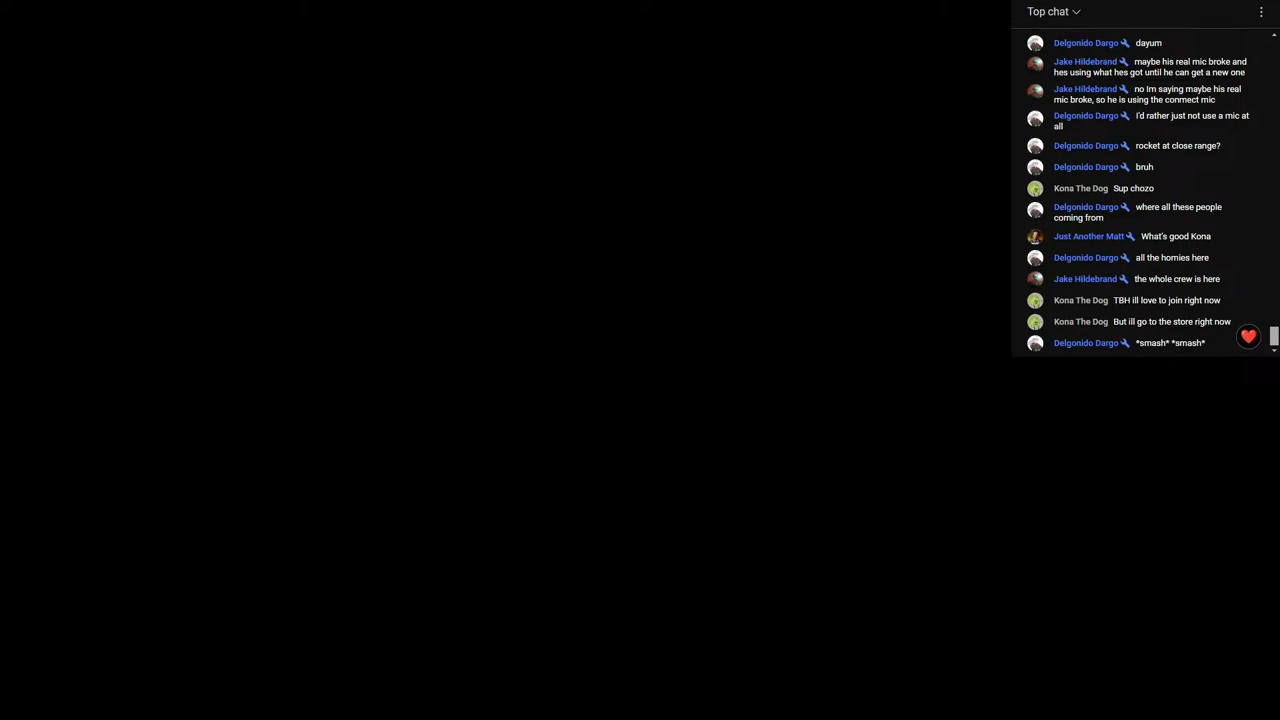 Top chat
Delgonido Dargo dayum
Jake Hildebrand maybe his real mic broke and
hes using what hes got until he can get a new one
Jake Hildebrand no Im saying maybe his real
mic broke, so he is using the conmect mic
Delgonido Dargo I'd rather just not use a mic at
all
Delgonido Dargo rocket at close range?
Delgonido Dargo bruh
Kona The Dog Sup chozo
Delgonido Dargo where all these people
coming from
Just Another Matt What's good Kona
Delgonido Dargo all the homies here
Jake Hildebrand the whole crew is here
Kona The Dog TBH ill love to join right now
Kona The Dog But ill go to the store right now
Delgonido Dargo *smash* *smash*